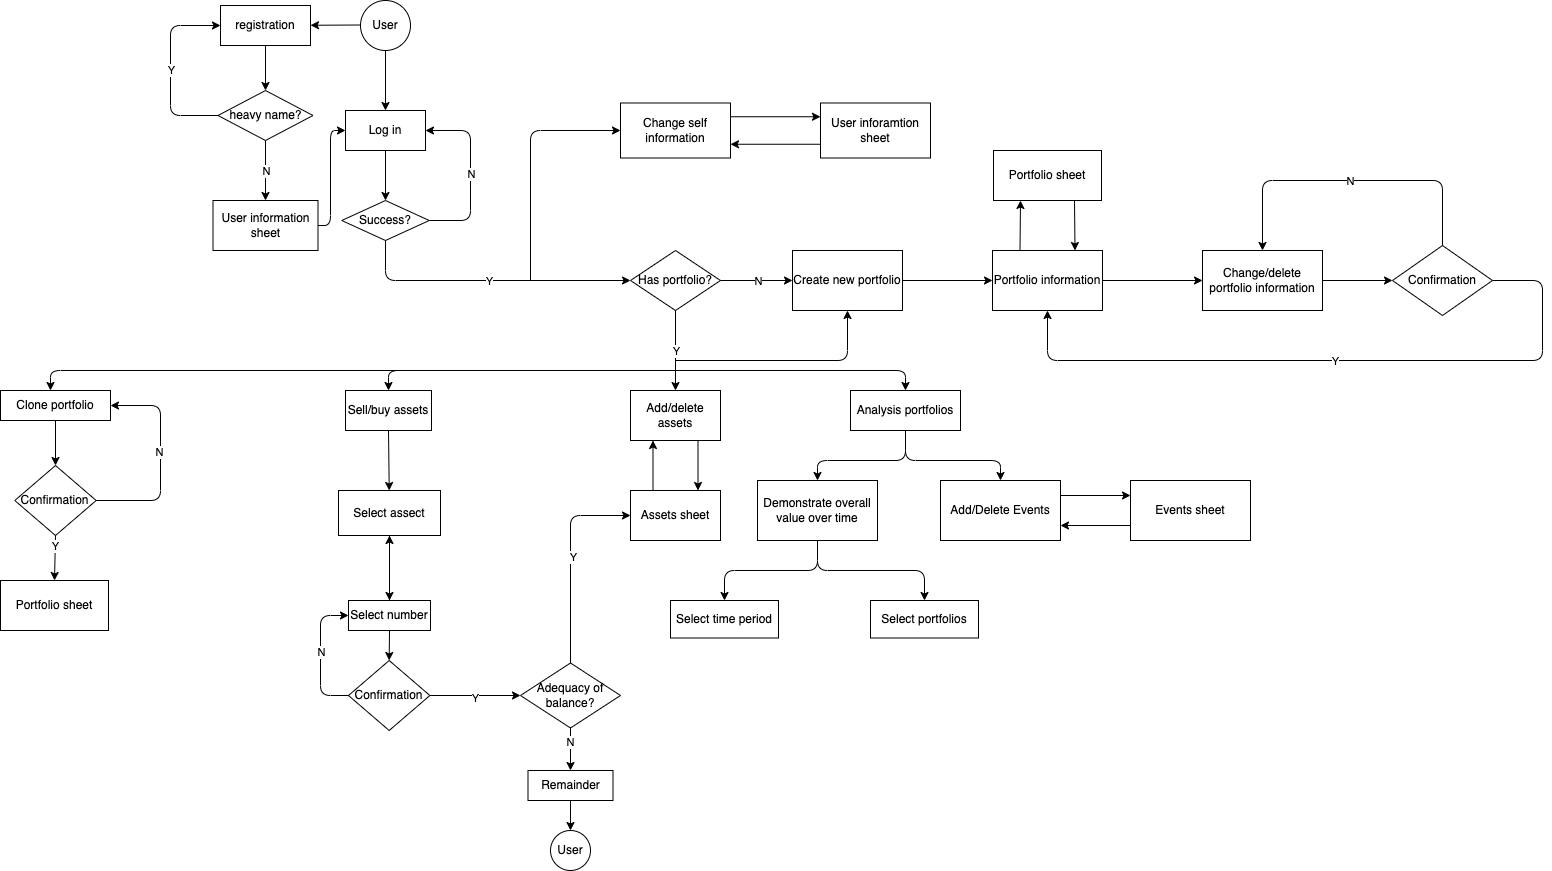 registration
User
Y
heavy name?
Log in
N
N
User information
sheet
Success?
Change self
information
User inforamtion
sheet
Portfolio sheet
N
Y
Has portfolio?
N
Create new portfolio
Portfolio information
Change/delete
portfolio information
Confirmation
Y
Y
Clone portfolio
N
Confirmation
Y
Portfolio sheet
Sell/buy assets
Select assect
Select number
N
Confirmation
Y
Add/delete
assets
Assets sheet
Y
Adequacy of
balance?
N
Remainder
User
Analysis portfolios
Demonstrate overall
value over time
Add/Delete Events
Events sheet
Select time period
Select portfolios